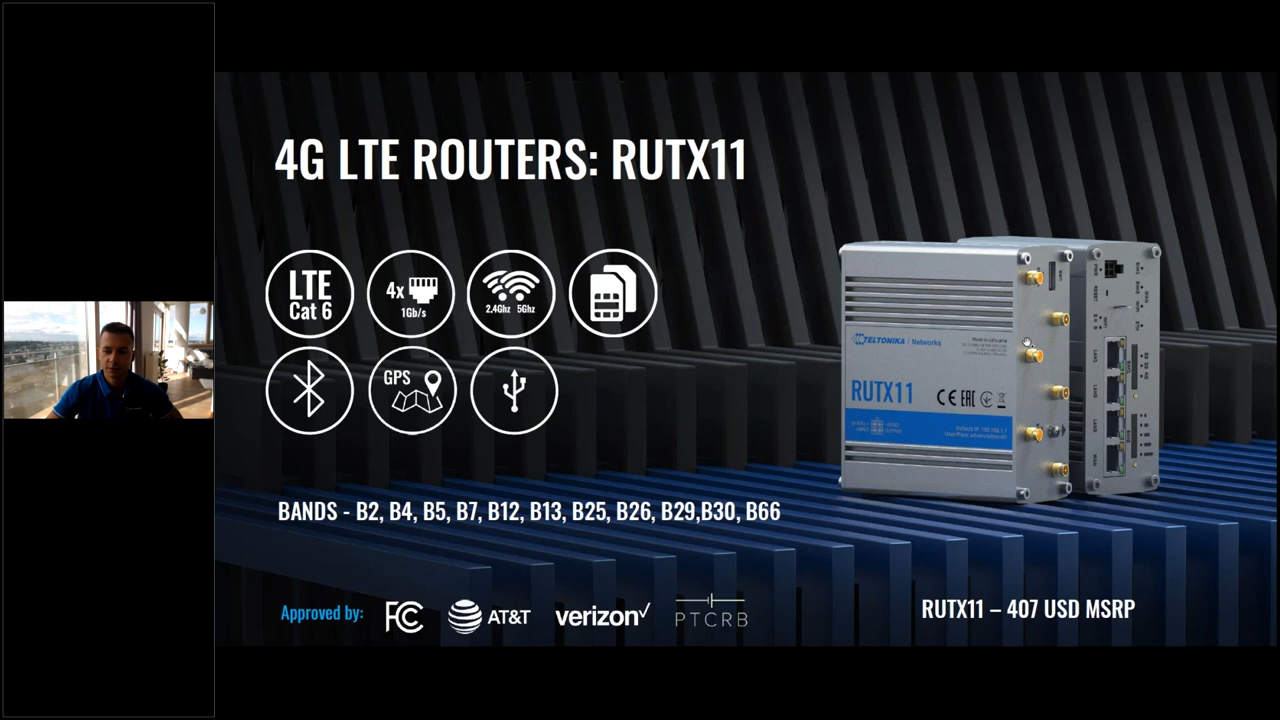 4G LTE ROUTERS: RUTX11
LTE
Cat 6
4x
1Gb/s
2.4Ghz 5Ghz
GPS
BANDS - B2, B4, B5, B7, B12, B13, B25, B26, B29,B30, B66
Approved by:
FC
AT&T
verizon✓
PTCRB
RUTX11 – 407 USD MSRP
TELTONIKA | Networks
RUTX11
CE EAC